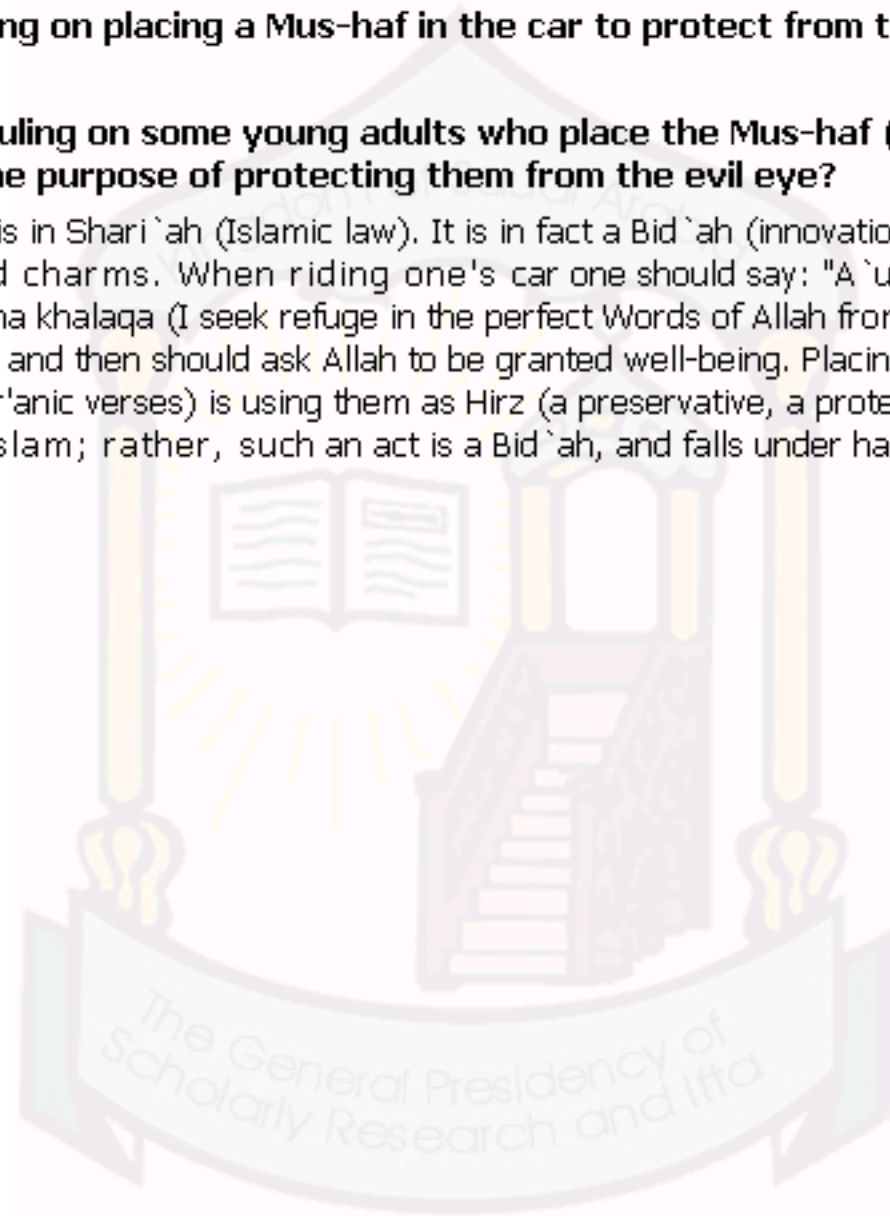 ng on placing a Mus-haf in the car to protect from t
uling on some young adults who place the Mus-haf (
e purpose of protecting them from the evil eye?
is in Shari`ah (Islamic law). It is in fact a Bid`ah (innovatio
d charms. When riding one's car one should say: "A`u
na khalaqa (I seek refuge in the perfect Words of Allah fror
and then should ask Allah to be granted well-being. Placin
r'anic verses) is using them as Hirz (a preservative, a prote
slam; rather, such an act is a Bid`ah, and falls under ha
Kingdom of Saudi Arabia
The General Presidency of
Scholarly Research and Ifta